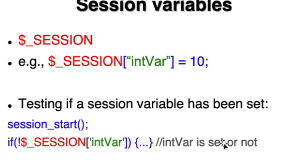 Session variables
• $_SESSION
• e.g., $_SESSION["intVar"] = 10;
• Testing if a session variable has been set:
session_start();
if(!$_SESSION['intVar']) {...} //intVar is set or not